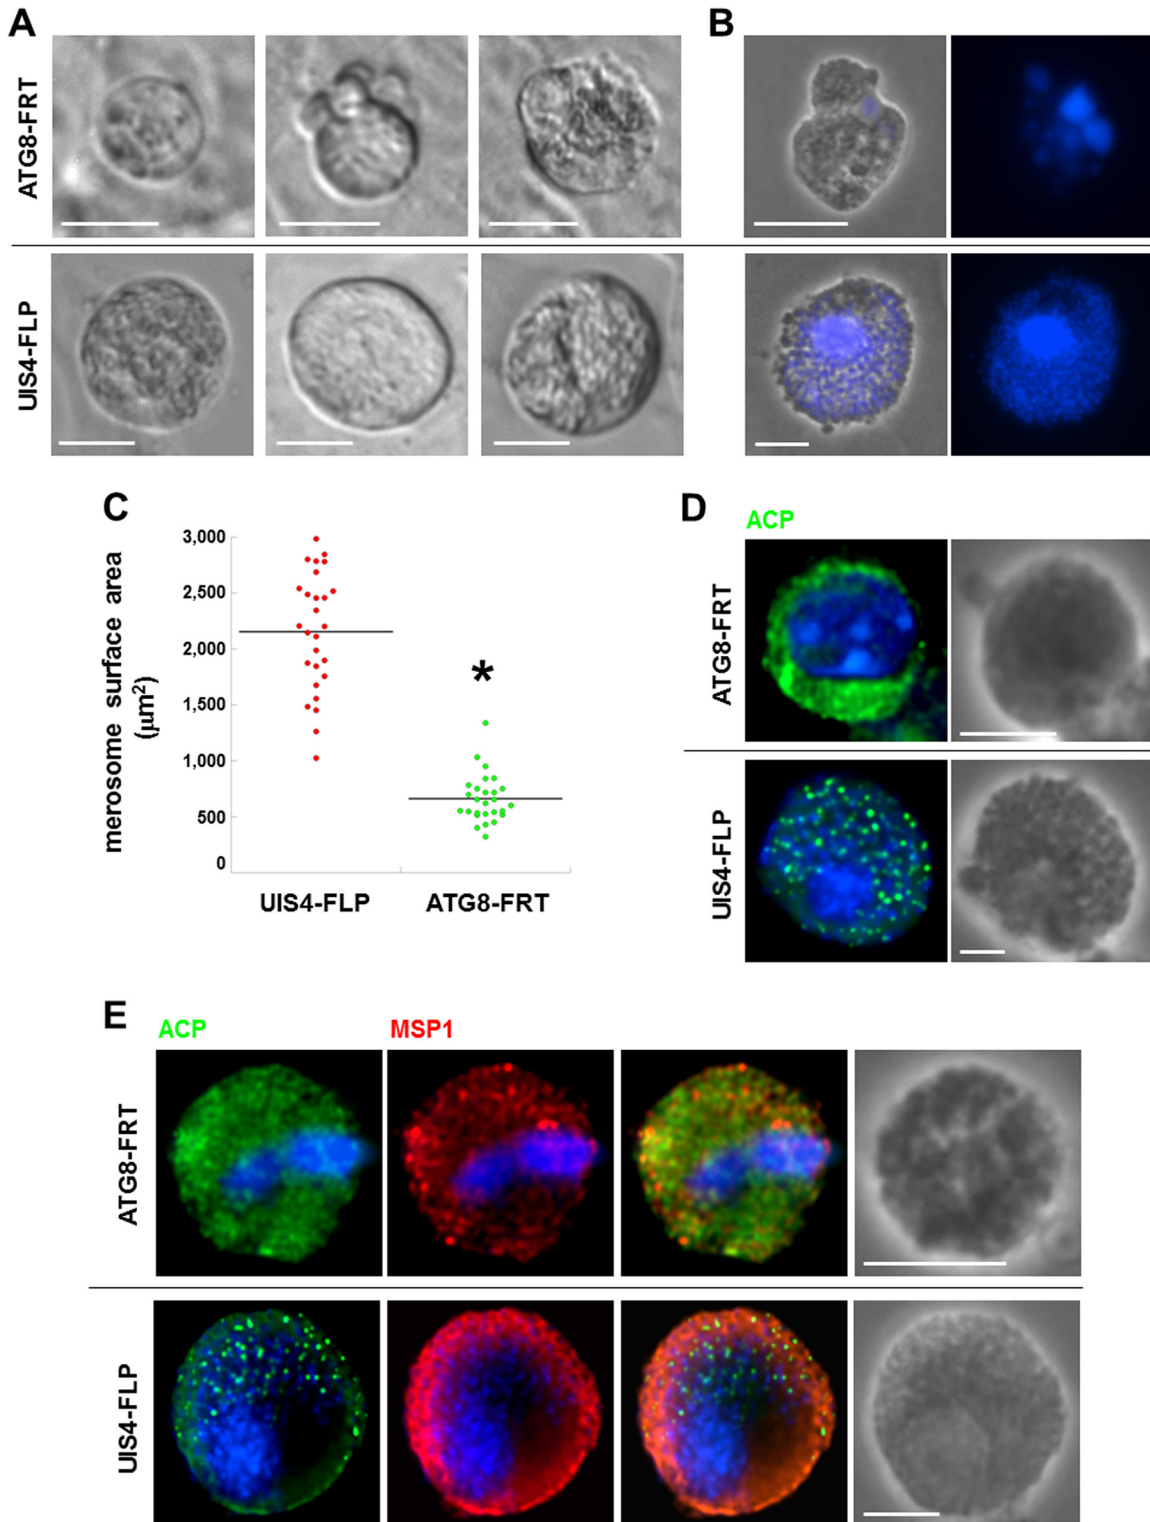 A
B
ATG8-FRT
UIS4-FLP
C
merosome surface area
(µm²)
3,000
2,500
2,000
1,500
1,000
500
0
*
UIS4-FLP
ATG8-FRT
D
ACP
ATG8-FRT
UIS4-FLP
E
ACP
MSP1
ATG8-FRT
UIS4-FLP